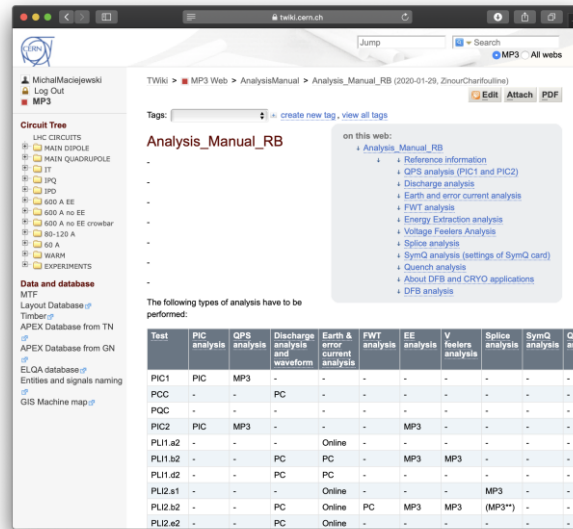 twiki.cern.ch
CERN
Jump
Search
MP3 All webs
MichalMaciejewski
Log Out
MP3
TWiki > MP3 Web > AnalysisManual > Analysis_Manual_RB (2020-01-29, ZinourCharifoulline)
Edit Attach PDF
Tags: create new tag, view all tags
Circuit Tree
LHC CIRCUITS
MAIN DIPOLE
MAIN QUADRUPOLE
IT
IPQ
IPD
600 A EE
600 A no EE
600 A no EE crowbar
80-120 A
60 A
WARM
EXPERIMENTS
Data and database
MTF
Layout Database
Timber
APEX Database from TN
APEX Database from GN
ELQA database
Entities and signals naming
GIS Machine map
Analysis_Manual_RB
-
-
-
-
-
-
-
on this web:
Analysis_Manual_RB
Reference information
QPS analysis (PIC1 and PIC2)
Discharge analysis
Earth and error current analysis
FWT analysis
Energy Extraction analysis
Voltage Feelers Analysis
Splice analysis
SymQ analysis (settings of SymQ card)
Quench analysis
About DFB and CRYO applications
DFB analysis
The following types of analysis have to be
performed:
Test PIC analysis QPS analysis Discharge analysis and waveform Earth & error current analysis FWT analysis EE analysis V feelers analysis Splice analysis SymQ analysis
PIC1 PIC MP3 - - - - - - -
PCC - - PC - - - - - -
PQC - - - - - - - - -
PIC2 PIC MP3 - - - MP3 - - -
PLI1.a2 - - - Online - - - - -
PLI1.b2 - - PC PC - MP3 MP3 - -
PLI1.d2 - - PC PC - - - - -
PLI2.s1 - - - Online - - - MP3 -
PLI2.b2 - - PC Online PC MP3 MP3 (MP3**) -
PLI2.e2 - - PC Online - - - - -